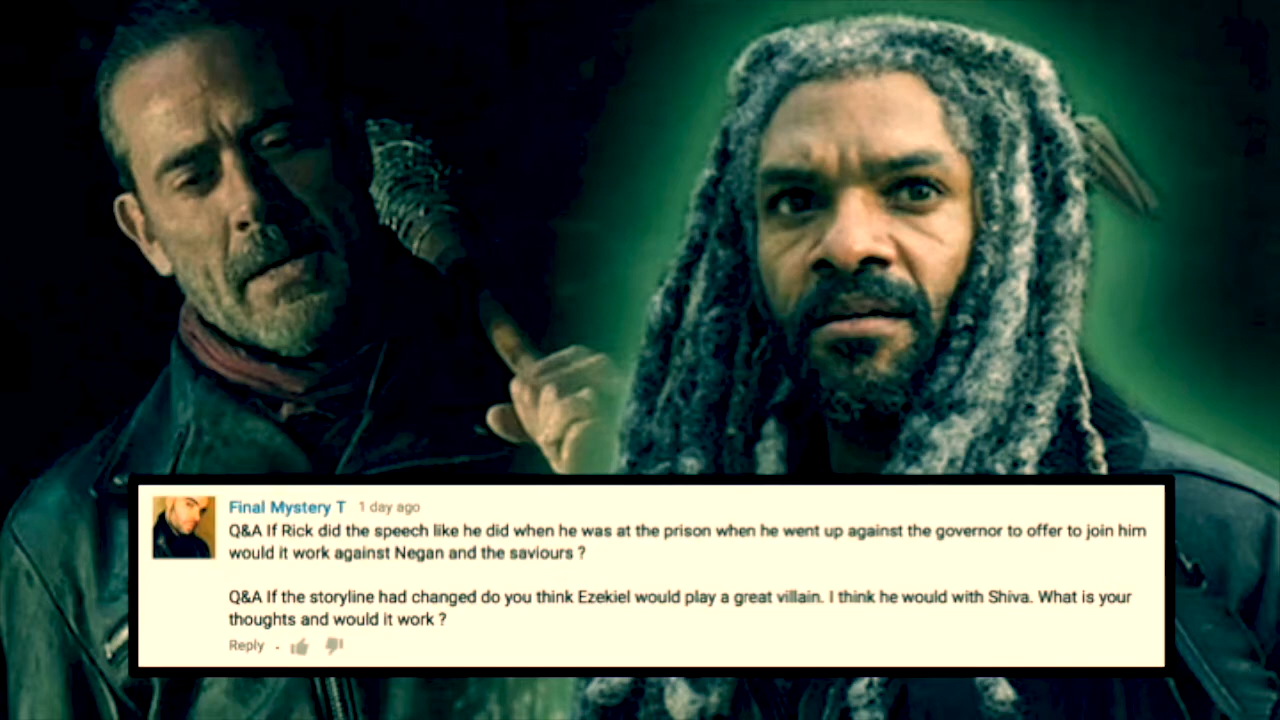 Final Mystery T 1 day ago
Q&A If Rick did the speech like he did when he was at the prison when he went up against the governor to offer to join him
would it work against Negan and the saviours ?
Q&A If the storyline had changed do you think Ezekiel would play a great villain. I think he would with Shiva. What is your
thoughts and would it work ?
Reply .